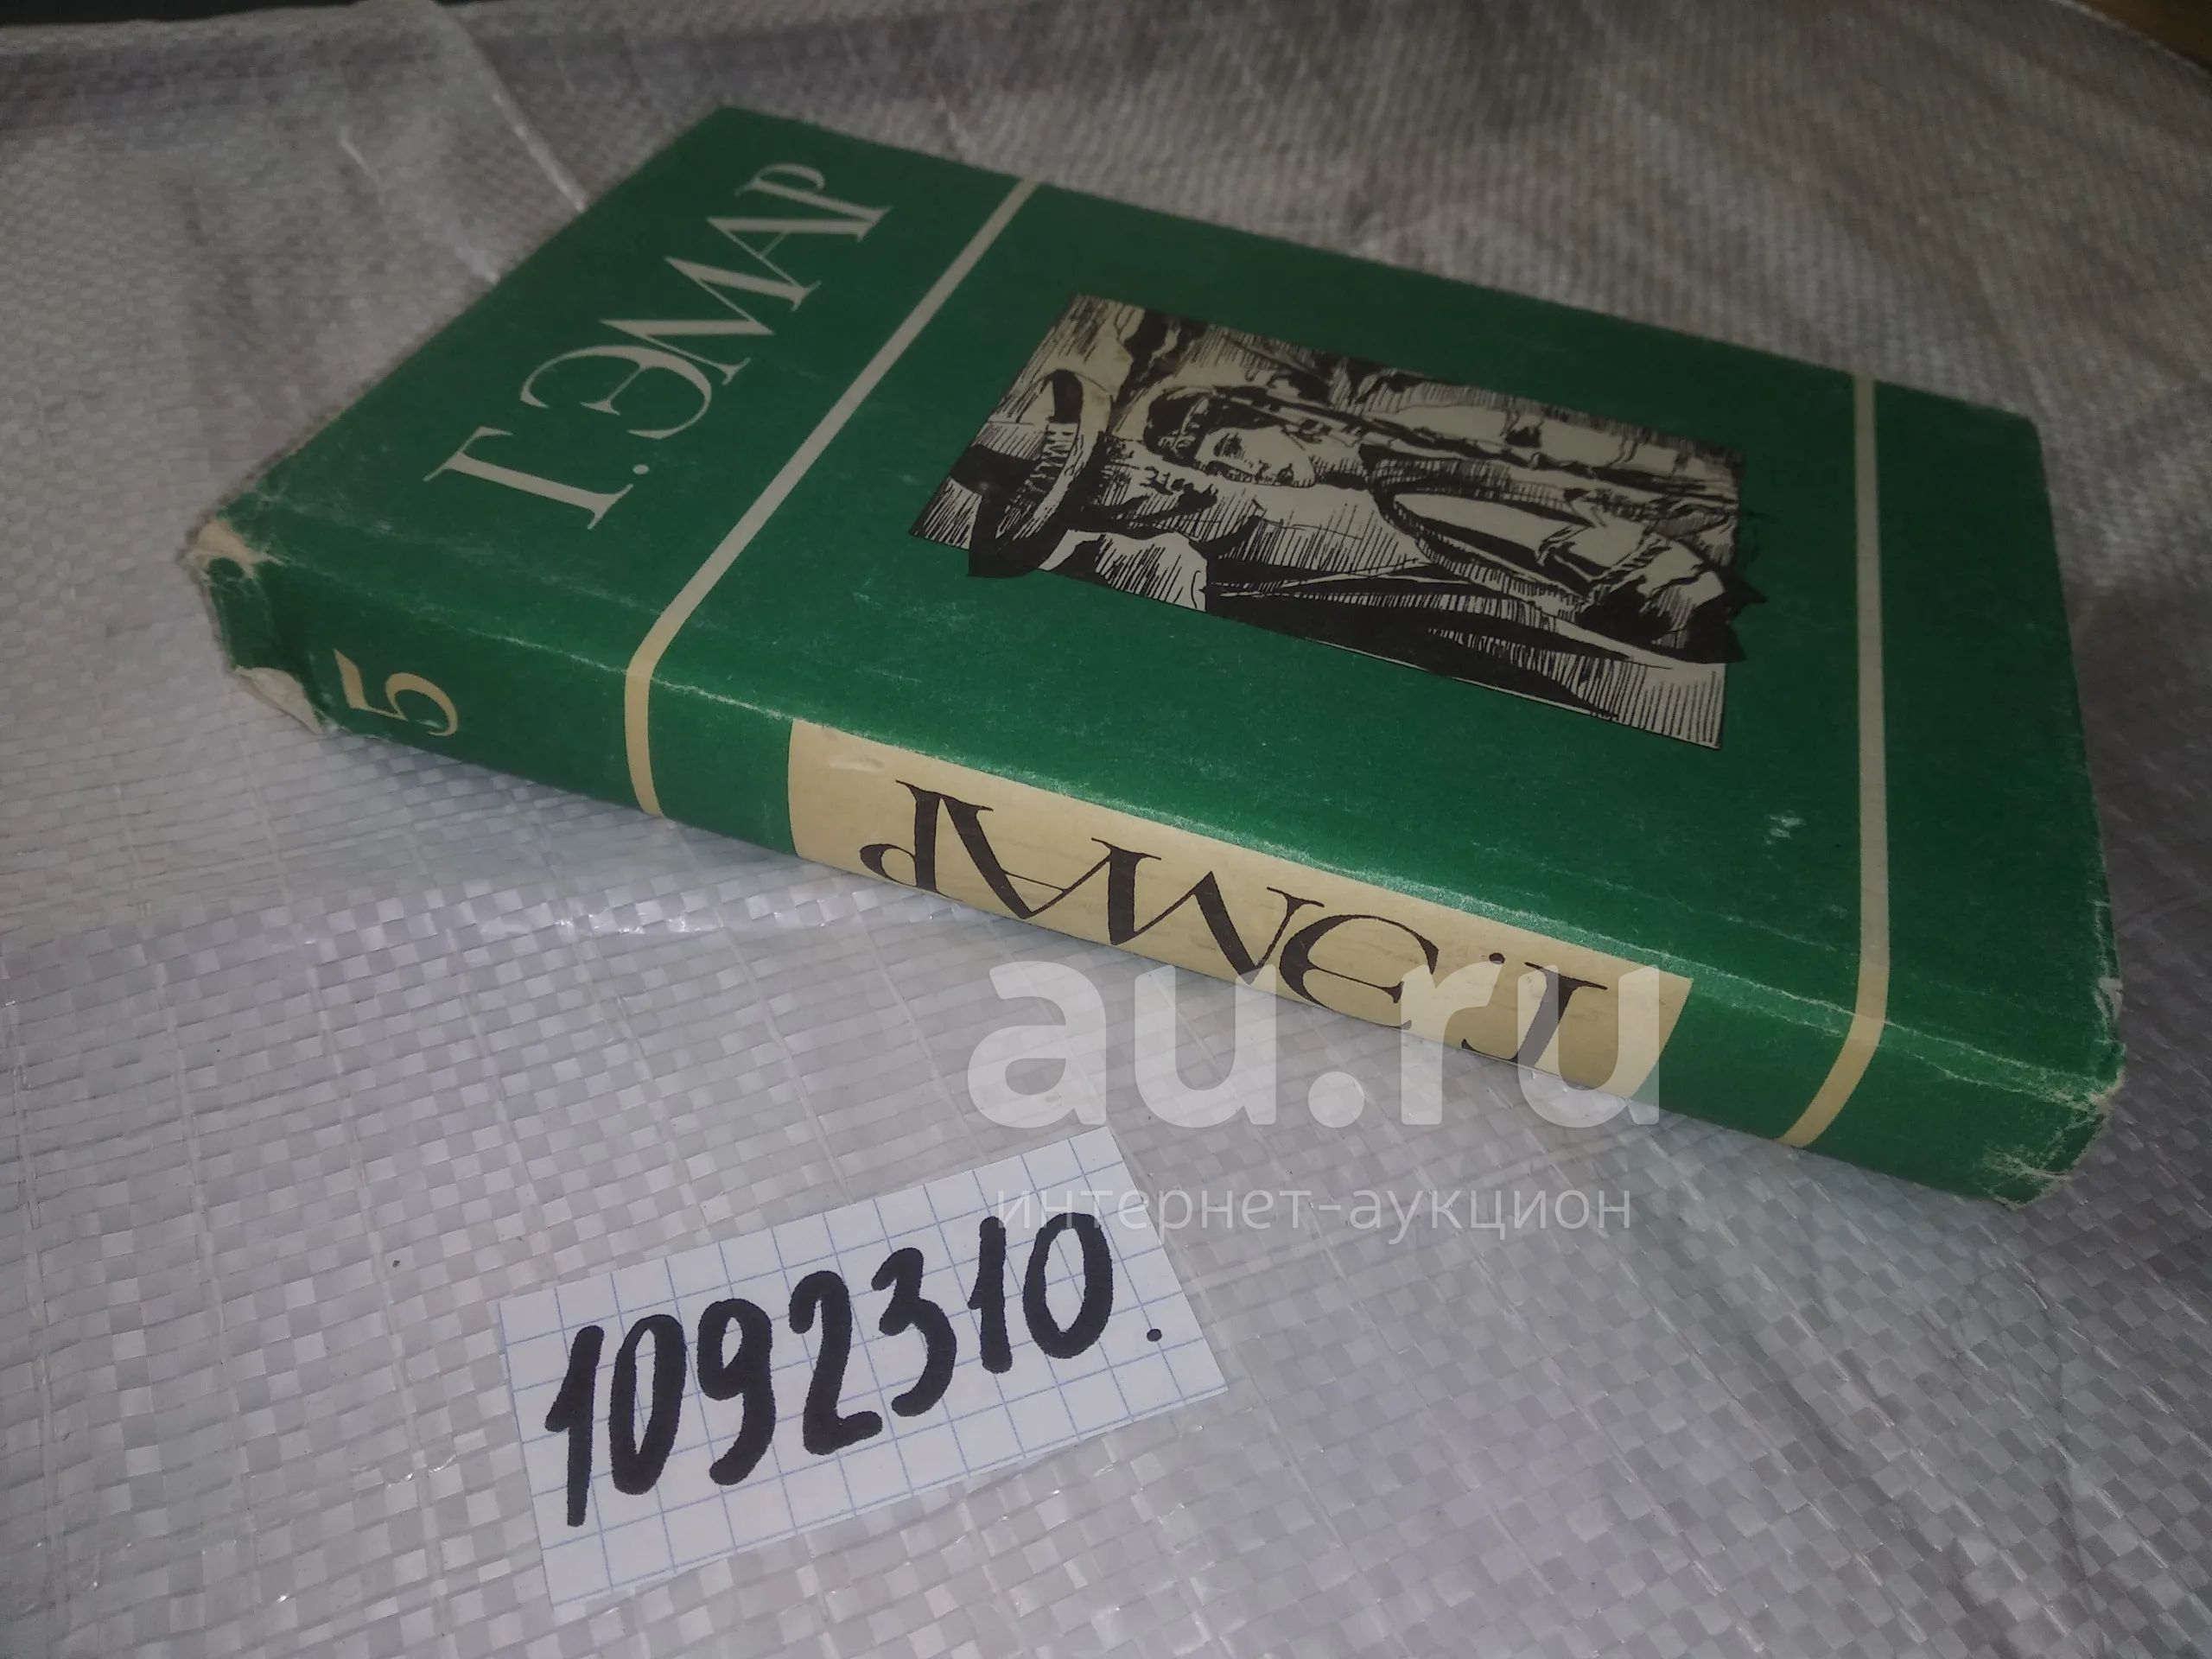 Г. ЭМАР
5
Г. ЭМАР
au.ru
интернет-аукцион
1092310.